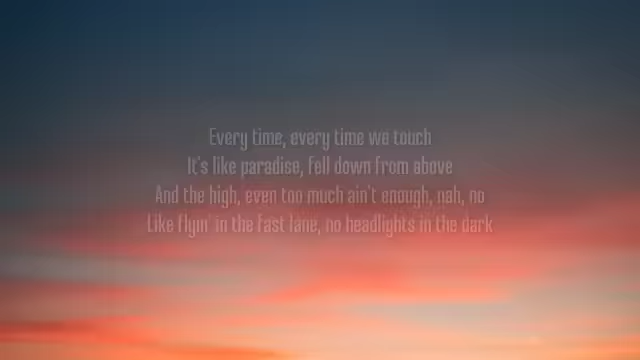 Every time, every time we touch
It's like paradise, fell down from above
And the high, even too much ain't enough, nah, no
Like flyin' in the fast lane, no headlights in the dark